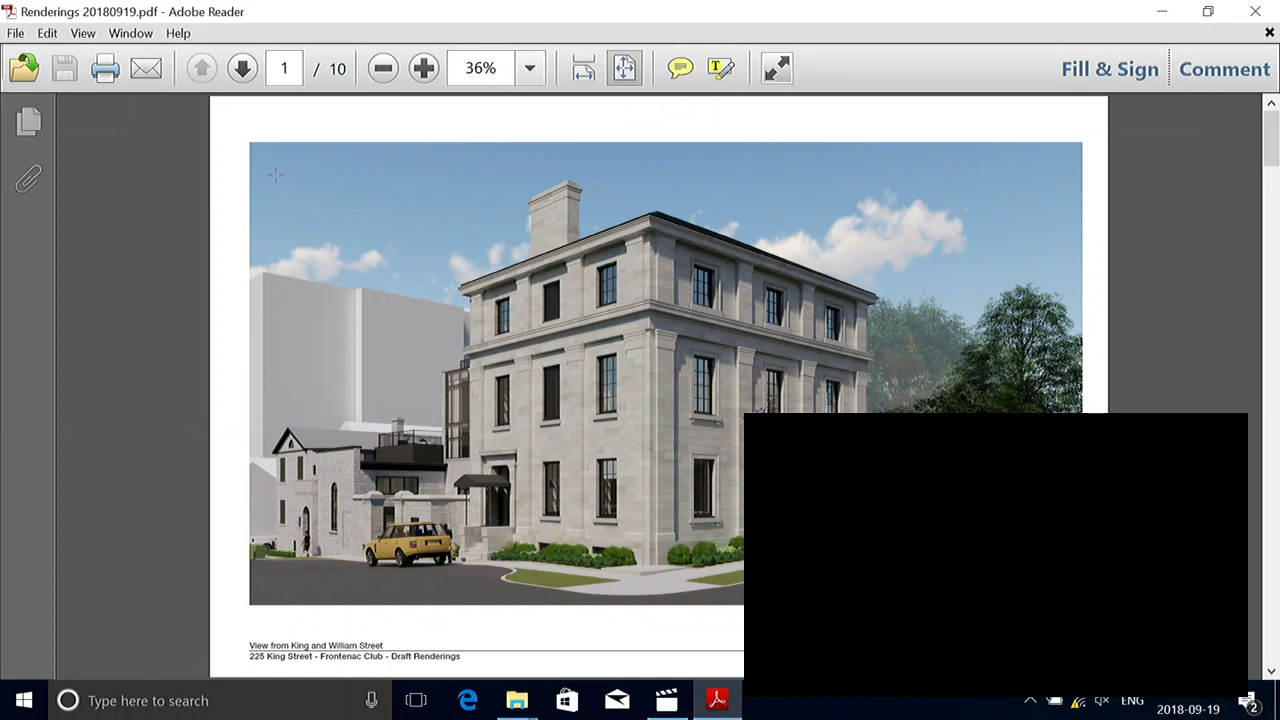 Renderings 20180919.pdf - Adobe Reader
File Edit View Window Help
1 / 10 36% Fill & Sign Comment
View from King and William Street
225 King Street - Frontenac Club - Draft Renderings
Type here to search
ENG
2018-09-19
2